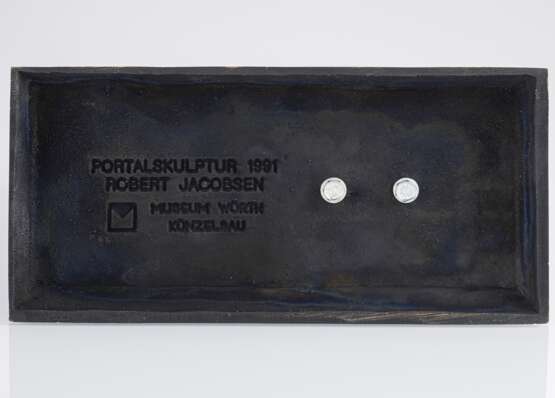 PORTALSKULPTUR 1991
ROBERT JACOBSEN
MUSEUM WÜRTH
KÜNZELSAU